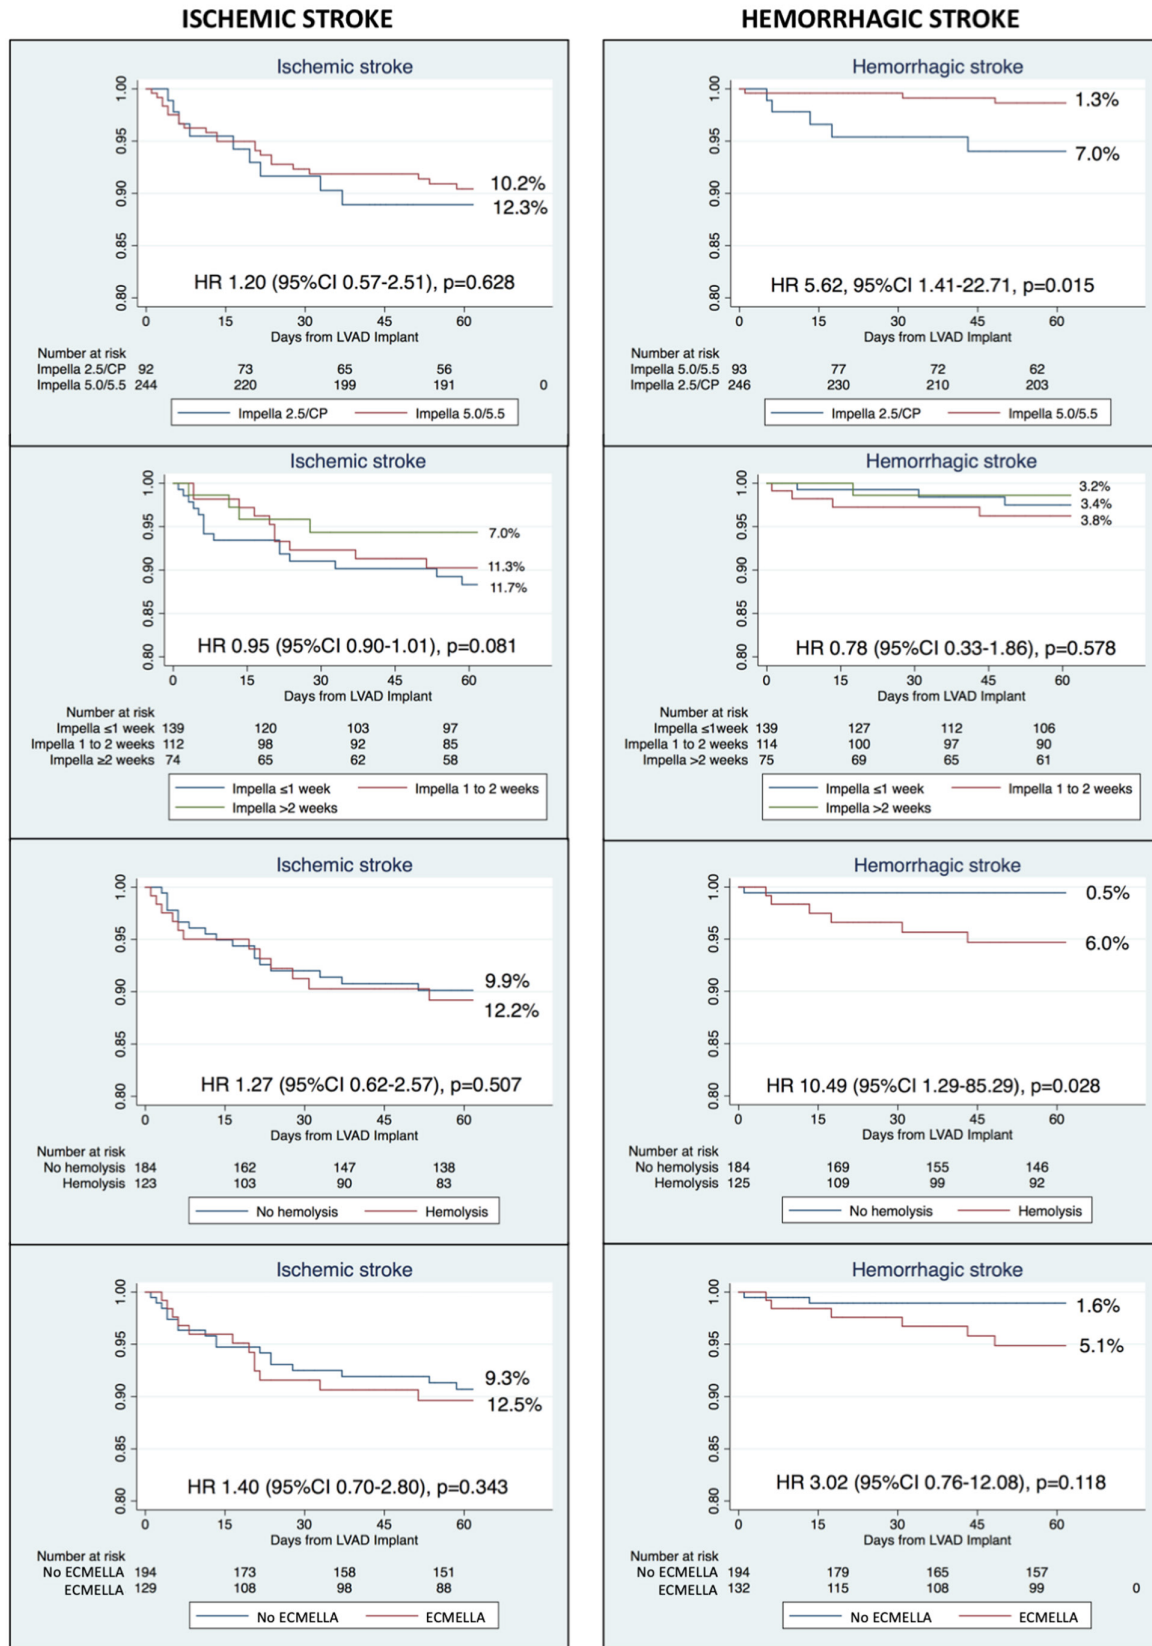 ISCHEMIC STROKE
Ischemic stroke
1.00
0.95
0.90
0.85
0.80
10.2%
12.3%
HR 1.20 (95%CI 0.57-2.51), p=0.628
0 15 30 45 60
Days from LVAD Implant
Number at risk
Impella 2.5/CP 92 73 65 56
Impella 5.0/5.5 244 220 199 191 0
Impella 2.5/CP Impella 5.0/5.5
Ischemic stroke
1.00
0.95
0.90
0.85
0.80
7.0%
11.3%
11.7%
HR 0.95 (95%CI 0.90-1.01), p=0.081
0 15 30 45 60
Days from LVAD Implant
Number at risk
Impella ≤1 week 139 120 103 97
Impella 1 to 2 weeks 112 98 92 85
Impella ≥2 weeks 74 65 62 58
Impella ≤1 week Impella 1 to 2 weeks
Impella >2 weeks
Ischemic stroke
1.00
0.95
0.90
0.85
0.80
9.9%
12.2%
HR 1.27 (95%CI 0.62-2.57), p=0.507
0 15 30 45 60
Days from LVAD Implant
Number at risk
No hemolysis 184 162 147 138
Hemolysis 123 103 90 83
No hemolysis Hemolysis
Ischemic stroke
1.00
0.95
0.90
0.85
0.80
9.3%
12.5%
HR 1.40 (95%CI 0.70-2.80), p=0.343
0 15 30 45 60
Days from LVAD Implant
Number at risk
No ECMELLA 194 173 158 151
ECMELLA 129 108 98 88
No ECMELLA ECMELLA
HEMORRHAGIC STROKE
Hemorrhagic stroke
1.00
0.95
0.90
0.85
0.80
1.3%
7.0%
HR 5.62, 95%CI 1.41-22.71, p=0.015
0 15 30 45 60
Days from LVAD Implant
Number at risk
Impella 5.0/5.5 93 77 72 62
Impella 2.5/CP 246 230 210 203
Impella 2.5/CP Impella 5.0/5.5
Hemorrhagic stroke
1.00
0.95
0.90
0.85
0.80
3.2%
3.4%
3.8%
HR 0.78 (95%CI 0.33-1.86), p=0.578
0 15 30 45 60
Days from LVAD Implant
Number at risk
Impella ≤1week 139 127 112 106
Impella 1 to 2 weeks 114 100 97 90
Impella >2 weeks 75 69 65 61
Impella ≤1 week Impella 1 to 2 weeks
Impella >2 weeks
Hemorrhagic stroke
1.00
0.95
0.90
0.85
0.80
0.5%
6.0%
HR 10.49 (95%CI 1.29-85.29), p=0.028
0 15 30 45 60
Days from LVAD Implant
Number at risk
No hemolysis 184 169 155 146
Hemolysis 125 109 99 92
No hemolysis Hemolysis
Hemorrhagic stroke
1.00
0.95
0.90
0.85
0.80
1.6%
5.1%
HR 3.02 (95%CI 0.76-12.08), p=0.118
0 15 30 45 60
Days from LVAD Implant
Number at risk
No ECMELLA 194 179 165 157
ECMELLA 132 115 108 99 0
No ECMELLA ECMELLA